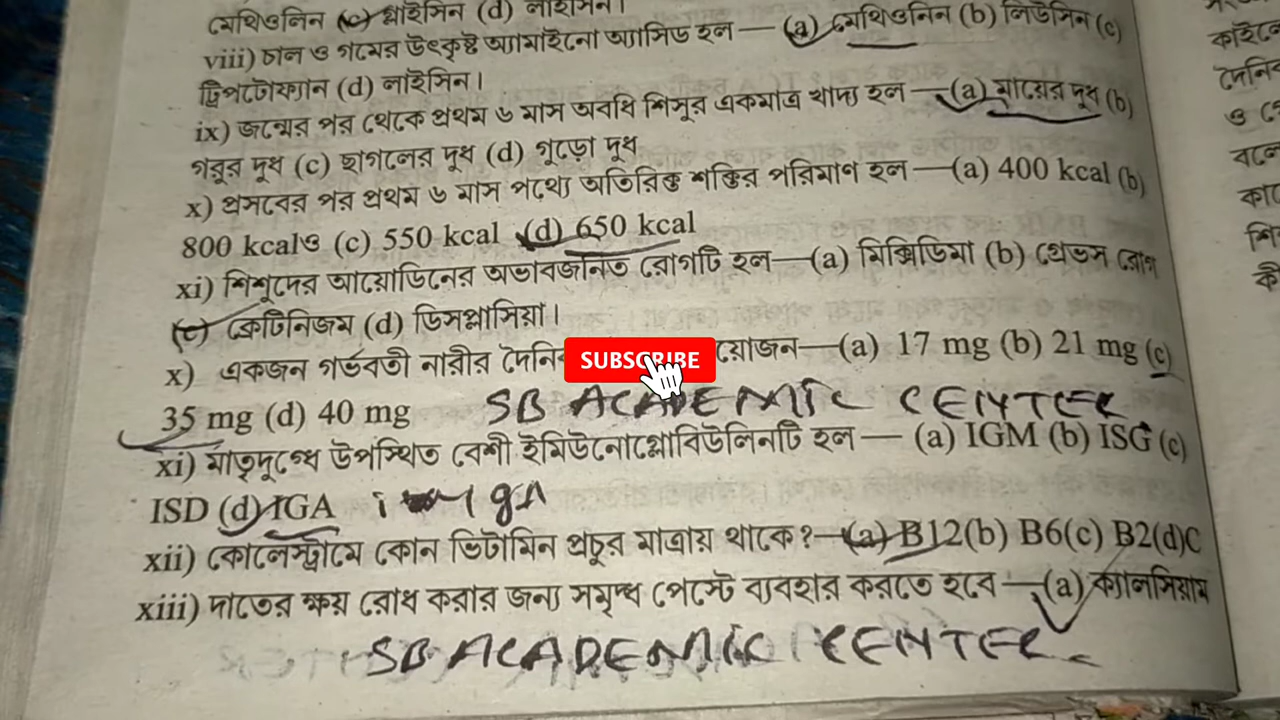 মেথিওলিন (c) গ্লাইসিন (d) লাইসিন।
viii) চাল ও গমের উৎকৃষ্ট অ্যামাইনো অ্যাসিড হল — (a) মেথিওনিন (b) লিউসিন (c)
ট্রিপটোফ্যান (d) লাইসিন।
ix) জন্মের পর থেকে প্রথম ৬ মাস অবধি শিসুর একমাত্র খাদ্য হল — (a) মায়ের দুধ (b)
গরুর দুধ (c) ছাগলের দুধ (d) গুড়ো দুধ
x) প্রসবের পর প্রথম ৬ মাস পথ্যে অতিরিক্ত শক্তির পরিমাণ হল —(a) 400 kcal (b)
800 kcalও (c) 550 kcal (d) 650 kcal
xi) শিশুদের আয়োডিনের অভাবজনিত রোগটি হল—(a) মিক্সিডিমা (b) গ্রেভস রোগ
(c) ক্রেটিনিজম (d) ডিসপ্লাসিয়া।
x) একজন গর্ভবতী নারীর য়োজন—(a) 17 mg (b) 21 mg (c)
SUBSCRIBE
35 mg (d) 40 mg SB ACADEMIC CENTER
xi) মাতৃদুগ্ধে উপস্থিত বেশী ইমিউনোগ্লোবিউলিনটি হল — (a) IGM (b) ISG (c)
ISD (d) IGA
xii) কোলেস্ট্রামে কোন ভিটামিন প্রচুর মাত্রায় থাকে?—(a) B12(b) B6(c) B2(d)C
xiii) দাতের ক্ষয় রোধ করার জন্য সমৃদ্ধ পেস্টে ব্যবহার করতে হবে —(a) ক্যালসিয়াম
SB ACADEMIC CENTER
কাইলে
দৈনিক
ও
বলে